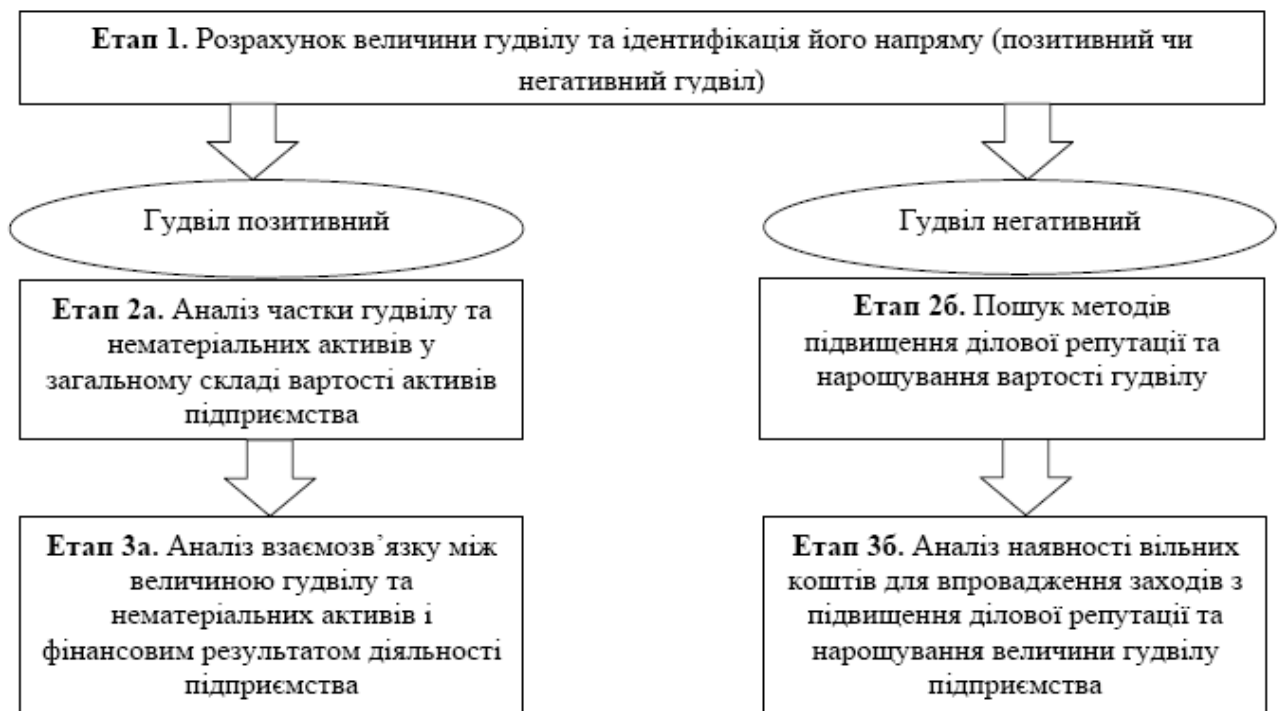 Етап 1. Розрахунок величини гудвілу та ідентифікація його напряму (позитивний чи
негативний гудвіл)
Гудвіл позитивний
Гудвіл негативний
Етап 2а. Аналіз частки гудвілу та
нематеріальних активів у
загальному складі вартості активів
підприємства
Етап 2б. Пошук методів
підвищення ділової репутації та
нарощування вартості гудвілу
Етап 3а. Аналіз взаємозв’язку між
величиною гудвілу та
нематеріальних активів і
фінансовим результатом діяльності
підприємства
Етап 3б. Аналіз наявності вільних
коштів для впровадження заходів з
підвищення ділової репутації та
нарощування величини гудвілу
підприємства